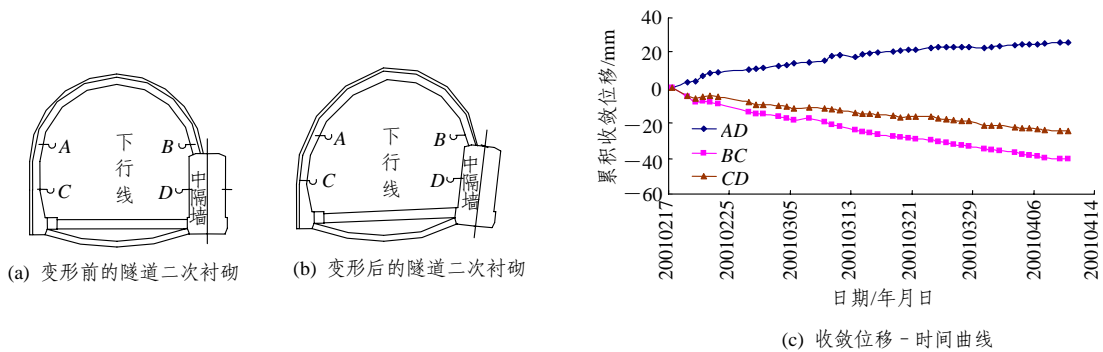 A
下行线
B
C
D
中隔墙
(a) 变形前的隧道二次衬砌
A
下行线
B
C
D
中隔墙
(b) 变形后的隧道二次衬砌
累积收敛位移/mm
40
20
0
−20
−40
−60
AD
BC
CD
20010217
20010225
20010305
20010313
20010321
20010329
20010406
20010414
日期/年月日
(c) 收敛位移－时间曲线